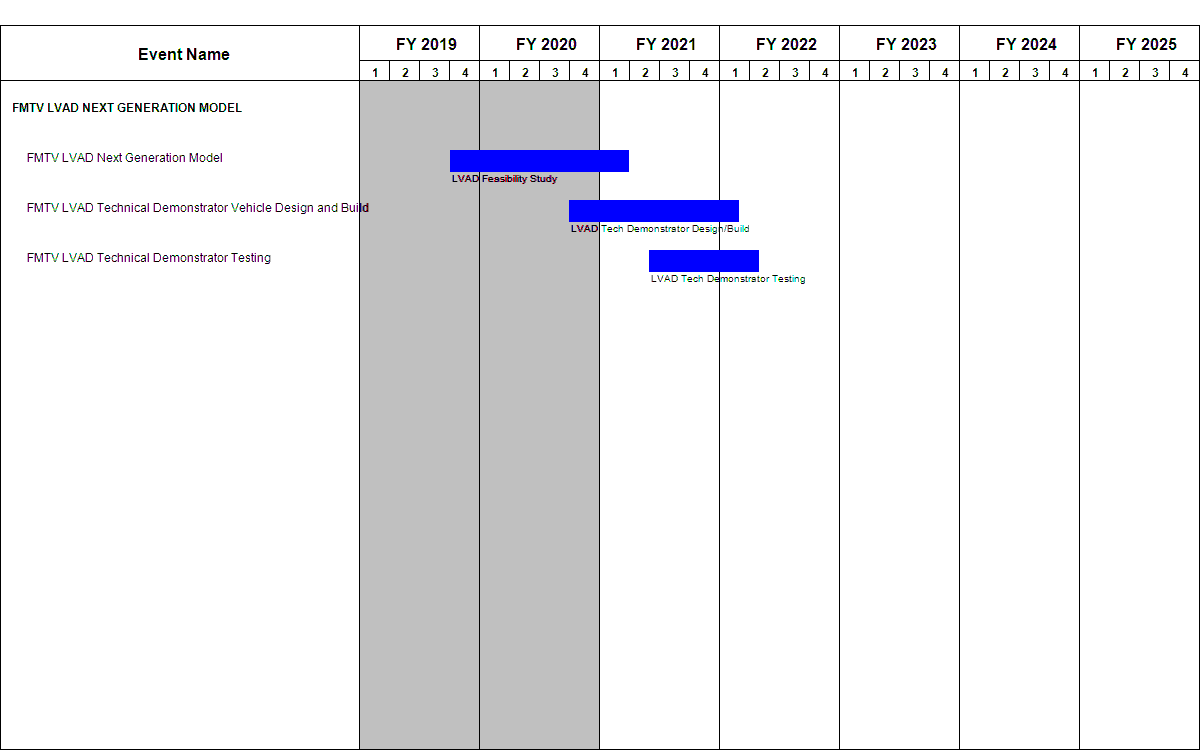 Event Name
FY 2019 FY 2020 FY 2021 FY 2022 FY 2023 FY 2024 FY 2025
1 2 3 4 1 2 3 4 1 2 3 4 1 2 3 4 1 2 3 4 1 2 3 4 1 2 3 4
FMTV LVAD NEXT GENERATION MODEL
FMTV LVAD Next Generation Model
LVAD Feasibility Study
FMTV LVAD Technical Demonstrator Vehicle Design and Build
LVAD Tech Demonstrator Design/Build
FMTV LVAD Technical Demonstrator Testing
LVAD Tech Demonstrator Testing